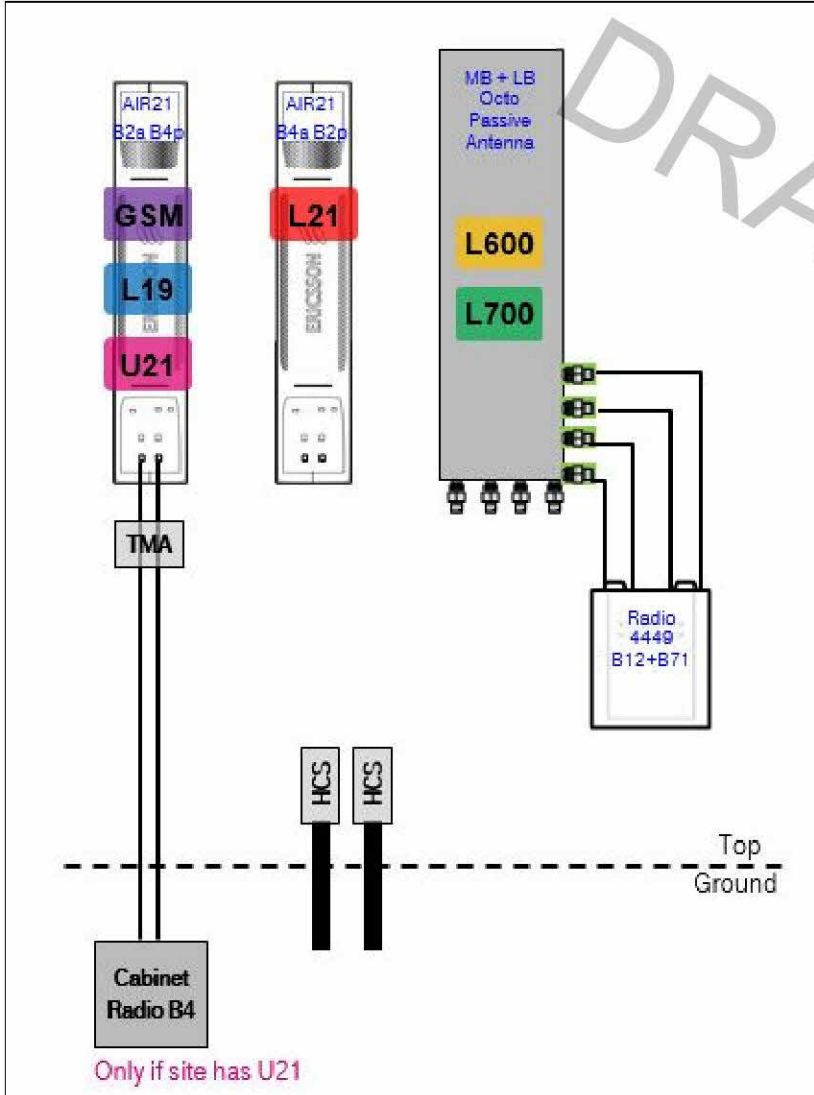 DRA
AIR21
B2a B4p
GSM
L19
U21
ERICSSON
AIR21
B4a B2p
L21
ERICSSON
MB + LB
Octo
Passive
Antenna
L600
L700
TMA
Radio
4449
B12+B71
HCS
HCS
Top
Ground
Cabinet
Radio B4
Only if site has U21